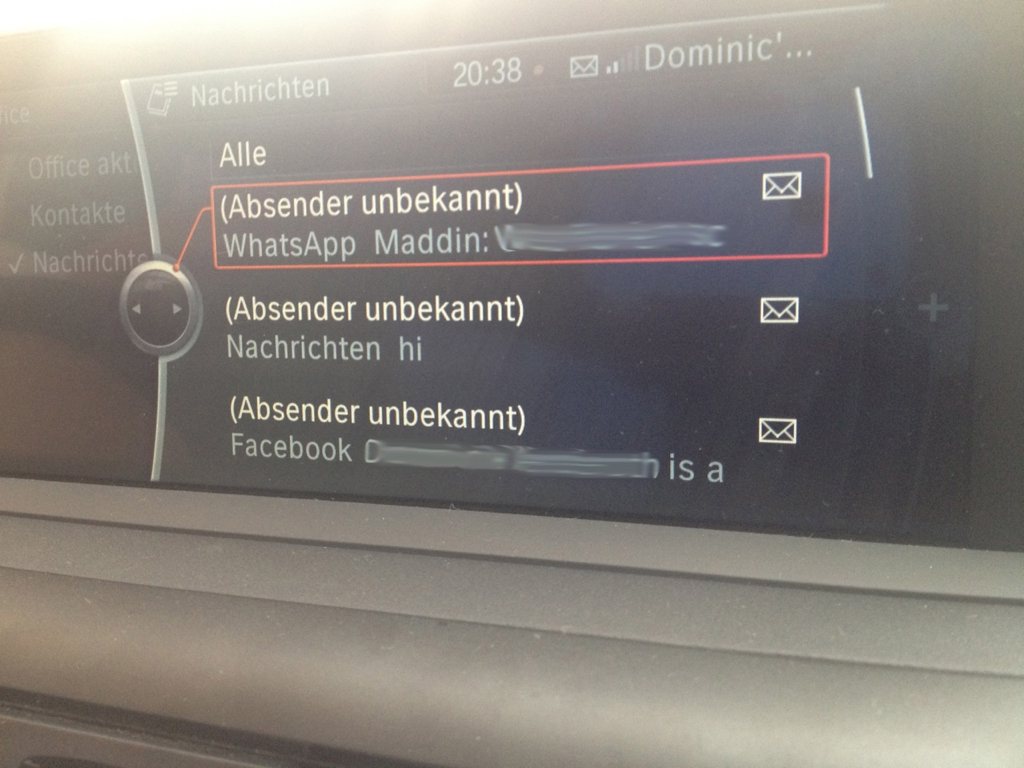 Nachrichten 20:38 Dominic'...
Office akt.
Kontakte
✓ Nachrichte
Alle
(Absender unbekannt)
WhatsApp Maddin:
(Absender unbekannt)
Nachrichten hi
(Absender unbekannt)
Facebook is a